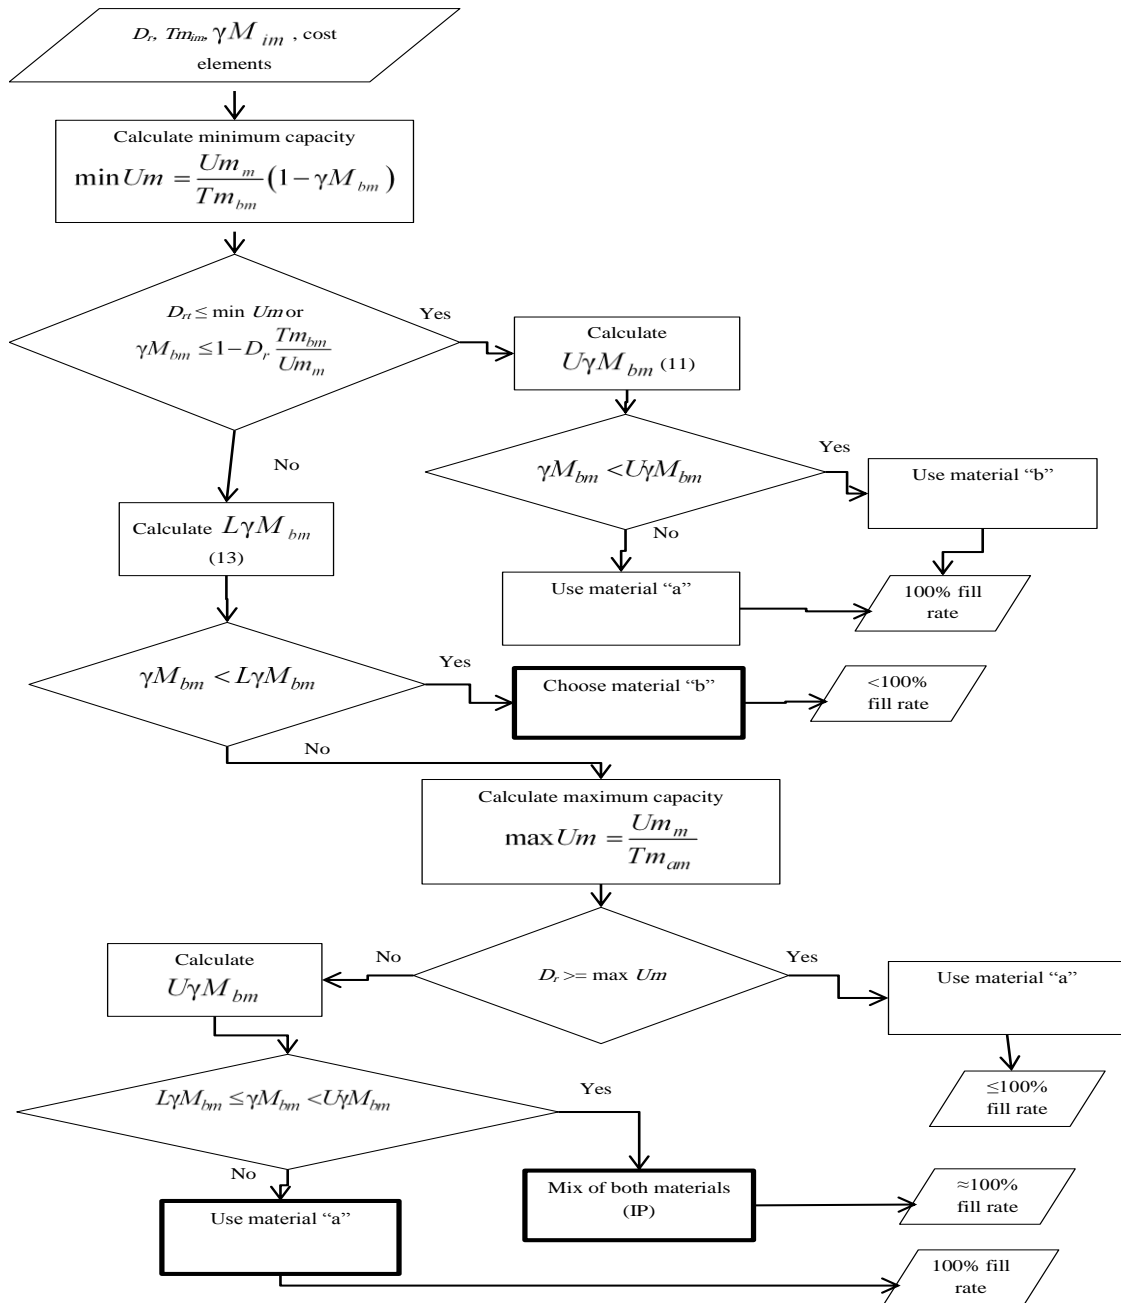 D_r, Tm_im, γM_im , cost
elements
Calculate minimum capacity
min Um = Um_m / Tm_bm (1 − γM_bm)
D_rt ≤ min Um or
γM_bm ≤ 1 − D_r Tm_bm / Um_m
Yes
Calculate
UγM_bm (11)
No
γM_bm < UγM_bm
Yes
Use material “b”
No
Calculate LγM_bm
(13)
Use material “a”
100% fill
rate
γM_bm < LγM_bm
Yes
Choose material “b”
<100%
fill rate
No
Calculate maximum capacity
max Um = Um_m / Tm_am
Calculate
UγM_bm
No
D_r >= max Um
Yes
Use material “a”
LγM_bm ≤ γM_bm < UγM_bm
Yes
≤100%
fill rate
No
Mix of both materials
(IP)
≈100%
fill rate
Use material “a”
100% fill
rate